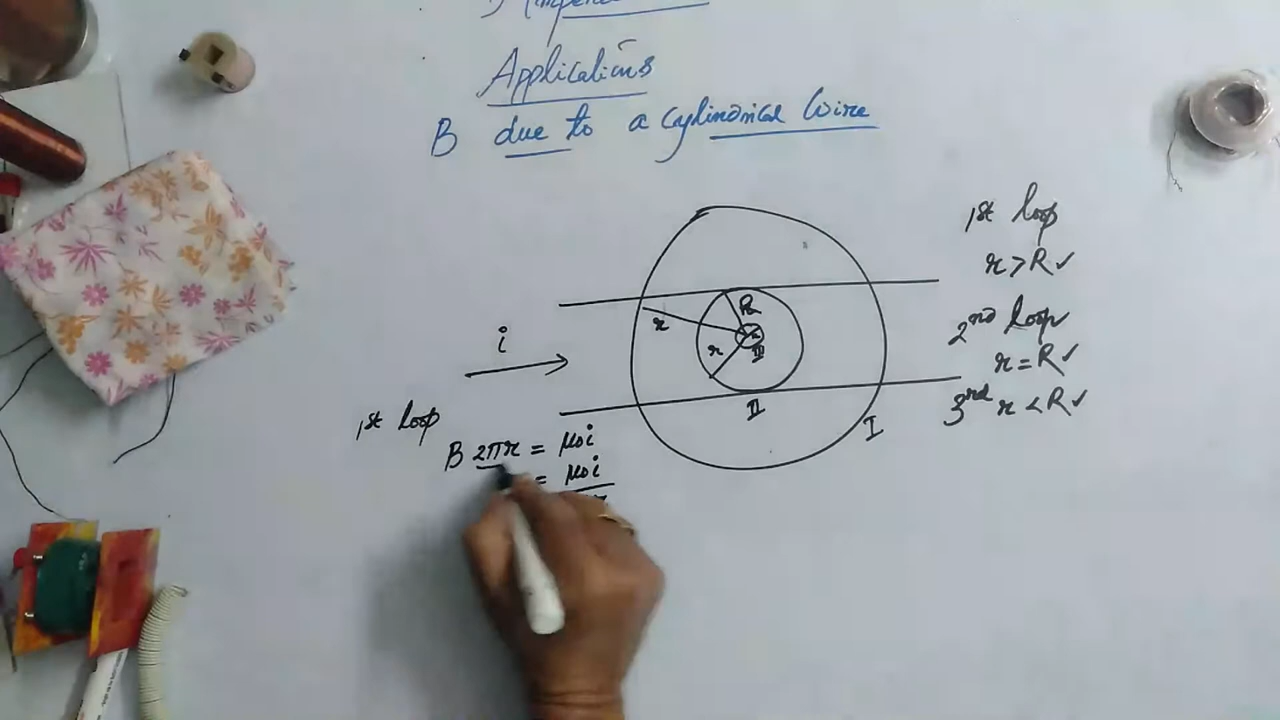 Applications
B due to a cylindrical wire
1st loop
r > R ✓
2nd loop
r = R ✓
3rd r < R ✓
i
R
r
r
II
III
I
1st loop
B 2πr = μ0i
= μ0i